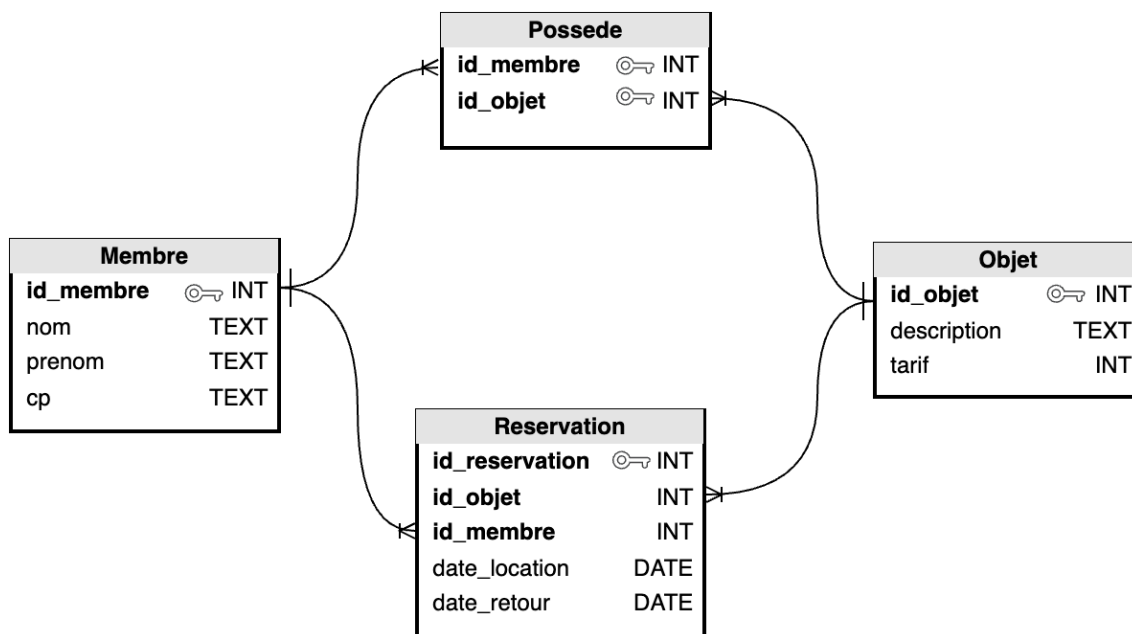 Possede
id_membre INT
id_objet INT
Membre
id_membre INT
nom TEXT
prenom TEXT
cp TEXT
Objet
id_objet INT
description TEXT
tarif INT
Reservation
id_reservation INT
id_objet INT
id_membre INT
date_location DATE
date_retour DATE